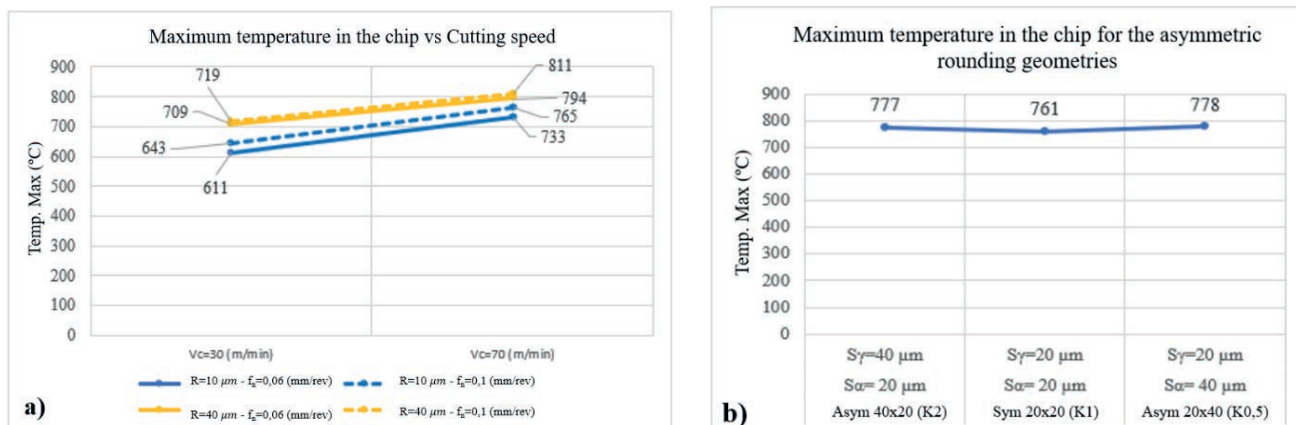 Maximum temperature in the chip vs Cutting speed
Temp. Max (ºC)
900
800
700
600
500
400
300
200
100
0
719
709
643
611
811
794
765
733
Vc=30 (m/min)
Vc=70 (m/min)
R=10 μm - fₙ=0,06 (mm/rev)
R=10 μm - fₙ=0,1 (mm/rev)
R=40 μm - fₙ=0,06 (mm/rev)
R=40 μm - fₙ=0,1 (mm/rev)
a)
Maximum temperature in the chip for the asymmetric
rounding geometries
Temp. Max (ºC)
900
800
700
600
500
400
300
200
100
0
777
761
778
Sγ=40 μm
Sγ=20 μm
Sγ=20 μm
Sα= 20 μm
Sα= 20 μm
Sα= 40 μm
Asym 40x20 (K2)
Sym 20x20 (K1)
Asym 20x40 (K0,5)
b)